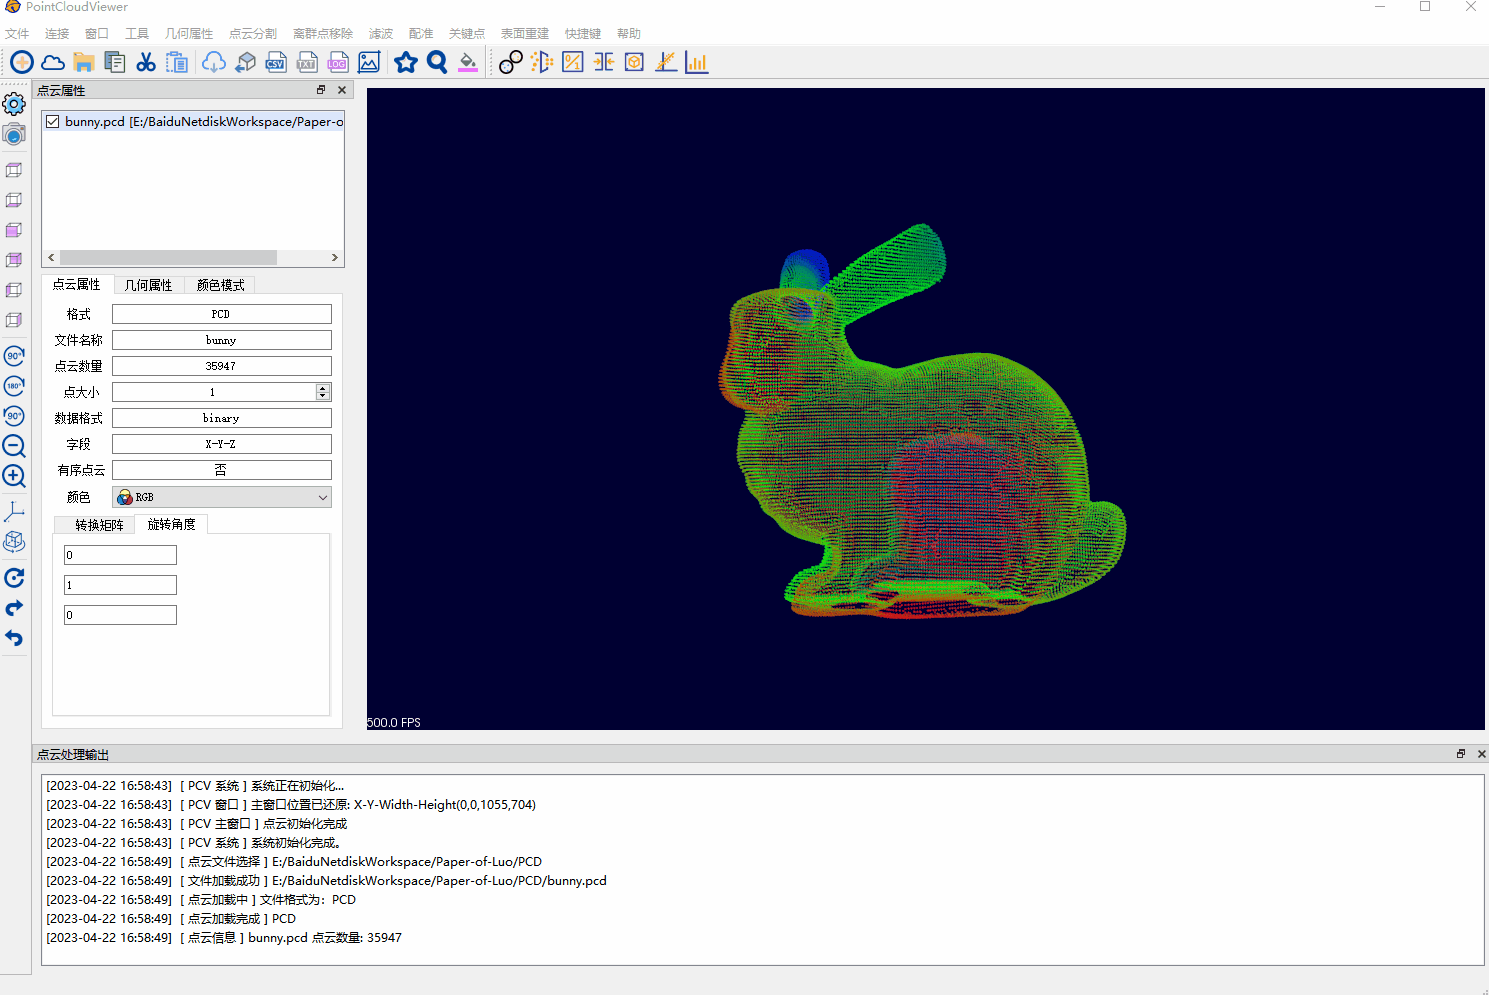 PointCloudViewer
文件 连接 窗口 工具 几何属性 点云分割 离群点移除 滤波 配准 关键点 表面重建 快捷键 帮助
CSV TXT LOG
点云属性
bunny.pcd [E:/BaiduNetdiskWorkspace/Paper-o
点云属性 几何属性 颜色模式
格式 PCD
文件名称 bunny
点云数量 35947
点大小 1
数据格式 binary
字段 X-Y-Z
有序点云 否
颜色 RGB
转换矩阵 旋转角度
0
1
0
90°
180°
90°
500.0 FPS
点云处理输出
[2023-04-22 16:58:43] [ PCV 系统 ] 系统正在初始化...
[2023-04-22 16:58:43] [ PCV 窗口 ] 主窗口位置已还原: X-Y-Width-Height(0,0,1055,704)
[2023-04-22 16:58:43] [ PCV 主窗口 ] 点云初始化完成
[2023-04-22 16:58:43] [ PCV 系统 ] 系统初始化完成。
[2023-04-22 16:58:49] [ 点云文件选择 ] E:/BaiduNetdiskWorkspace/Paper-of-Luo/PCD
[2023-04-22 16:58:49] [ 文件加载成功 ] E:/BaiduNetdiskWorkspace/Paper-of-Luo/PCD/bunny.pcd
[2023-04-22 16:58:49] [ 点云加载中 ] 文件格式为：PCD
[2023-04-22 16:58:49] [ 点云加载完成 ] PCD
[2023-04-22 16:58:49] [ 点云信息 ] bunny.pcd 点云数量: 35947